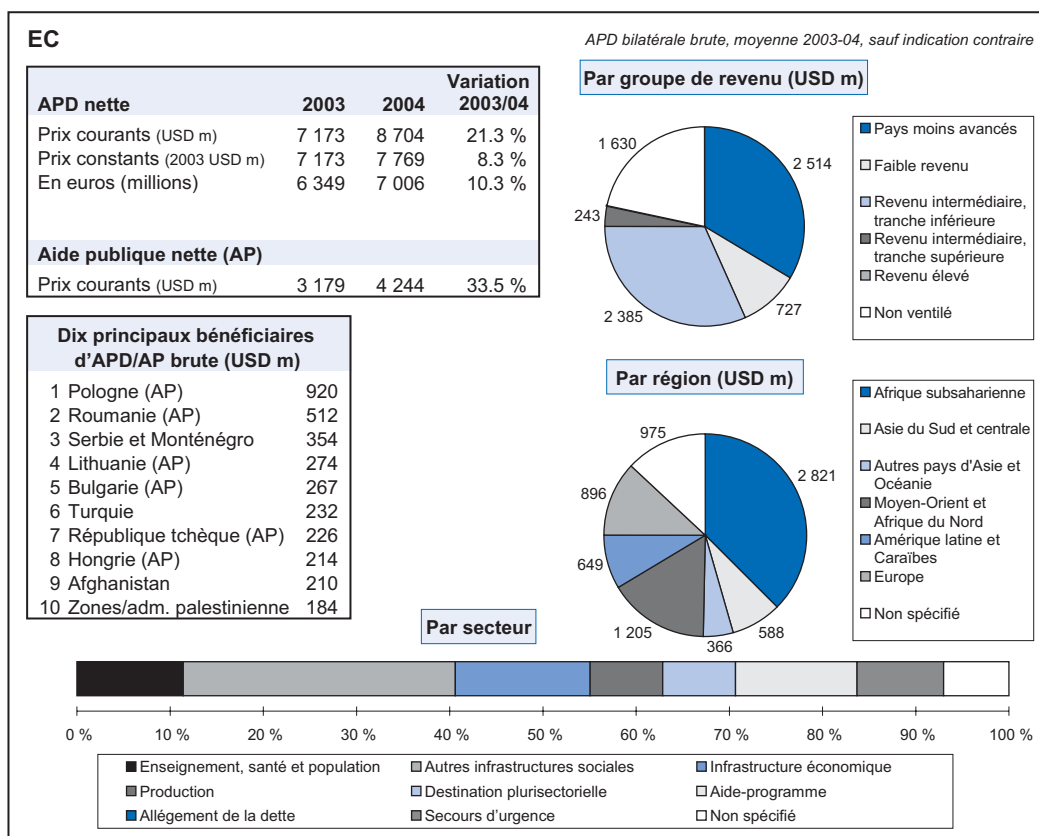 EC
APD bilatérale brute, moyenne 2003-04, sauf indication contraire
Variation
APD nette 2003 2004 2003/04
Prix courants (USD m) 7 173 8 704 21.3 %
Prix constants (2003 USD m) 7 173 7 769 8.3 %
En euros (millions) 6 349 7 006 10.3 %
Aide publique nette (AP)
Prix courants (USD m) 3 179 4 244 33.5 %
Dix principaux bénéficiaires
d'APD/AP brute (USD m)
1 Pologne (AP) 920
2 Roumanie (AP) 512
3 Serbie et Monténégro 354
4 Lithuanie (AP) 274
5 Bulgarie (AP) 267
6 Turquie 232
7 République tchèque (AP) 226
8 Hongrie (AP) 214
9 Afghanistan 210
10 Zones/adm. palestinienne 184
Par groupe de revenu (USD m)
1 630
2 514
243
2 385
727
Pays moins avancés
Faible revenu
Revenu intermédiaire,
tranche inférieure
Revenu intermédiaire,
tranche supérieure
Revenu élevé
Non ventilé
Par région (USD m)
975
2 821
896
649
1 205
366
588
Afrique subsaharienne
Asie du Sud et centrale
Autres pays d'Asie et
Océanie
Moyen-Orient et
Afrique du Nord
Amérique latine et
Caraïbes
Europe
Non spécifié
Par secteur
0 % 10 % 20 % 30 % 40 % 50 % 60 % 70 % 80 % 90 % 100 %
Enseignement, santé et population Autres infrastructures sociales Infrastructure économique
Production Destination plurisectorielle Aide-programme
Allégement de la dette Secours d'urgence Non spécifié